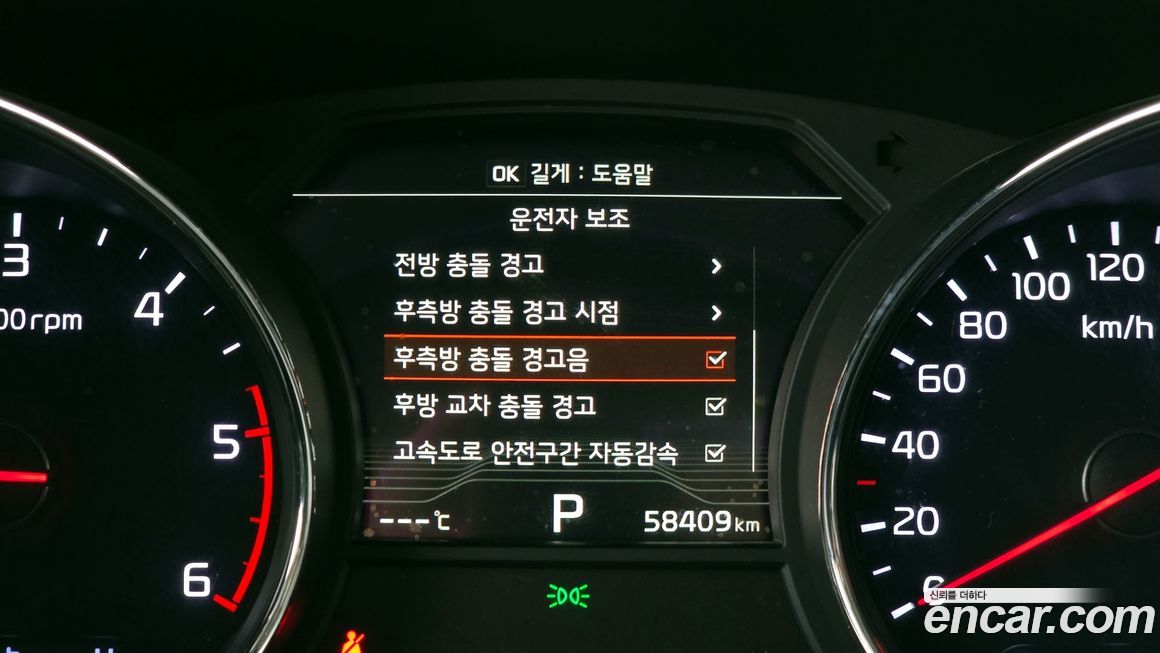 OK 길게 : 도움말
운전자 보조
전방 충돌 경고
후측방 충돌 경고 시점
후측방 충돌 경고음
후방 교차 충돌 경고
고속도로 안전구간 자동감속
---℃ P 58409km
3
4
5
6
00rpm
120
100
80
km/h
60
40
20
신뢰를 더하다
encar.com